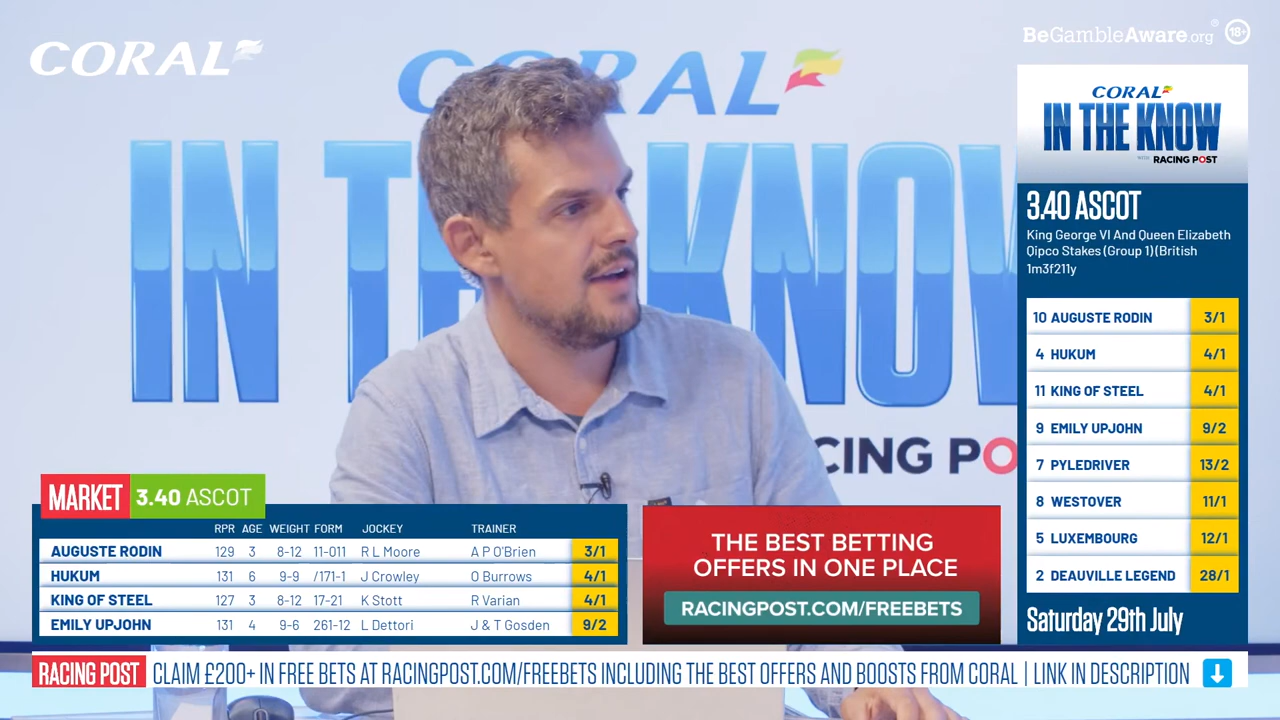 CORAL
BeGambleAware.org® 18+
CORAL
IN THE KNOW
CING PO
CORAL
IN THE KNOW
WITH RACING POST
3.40 ASCOT
King George VI And Queen Elizabeth
Qipco Stakes (Group 1) (British
1m3f211y
10 AUGUSTE RODIN 3/1
4 HUKUM 4/1
11 KING OF STEEL 4/1
9 EMILY UPJOHN 9/2
7 PYLEDRIVER 13/2
8 WESTOVER 11/1
5 LUXEMBOURG 12/1
2 DEAUVILLE LEGEND 28/1
Saturday 29th July
MARKET 3.40 ASCOT
RPR AGE WEIGHT FORM JOCKEY TRAINER
AUGUSTE RODIN 129 3 8-12 11-011 R L Moore A P O'Brien 3/1
HUKUM 131 6 9-9 /171-1 J Crowley O Burrows 4/1
KING OF STEEL 127 3 8-12 17-21 K Stott R Varian 4/1
EMILY UPJOHN 131 4 9-6 261-12 L Dettori J & T Gosden 9/2
THE BEST BETTING
OFFERS IN ONE PLACE
RACINGPOST.COM/FREEBETS
RACING POST CLAIM £200+ IN FREE BETS AT RACINGPOST.COM/FREEBETS INCLUDING THE BEST OFFERS AND BOOSTS FROM CORAL | LINK IN DESCRIPTION